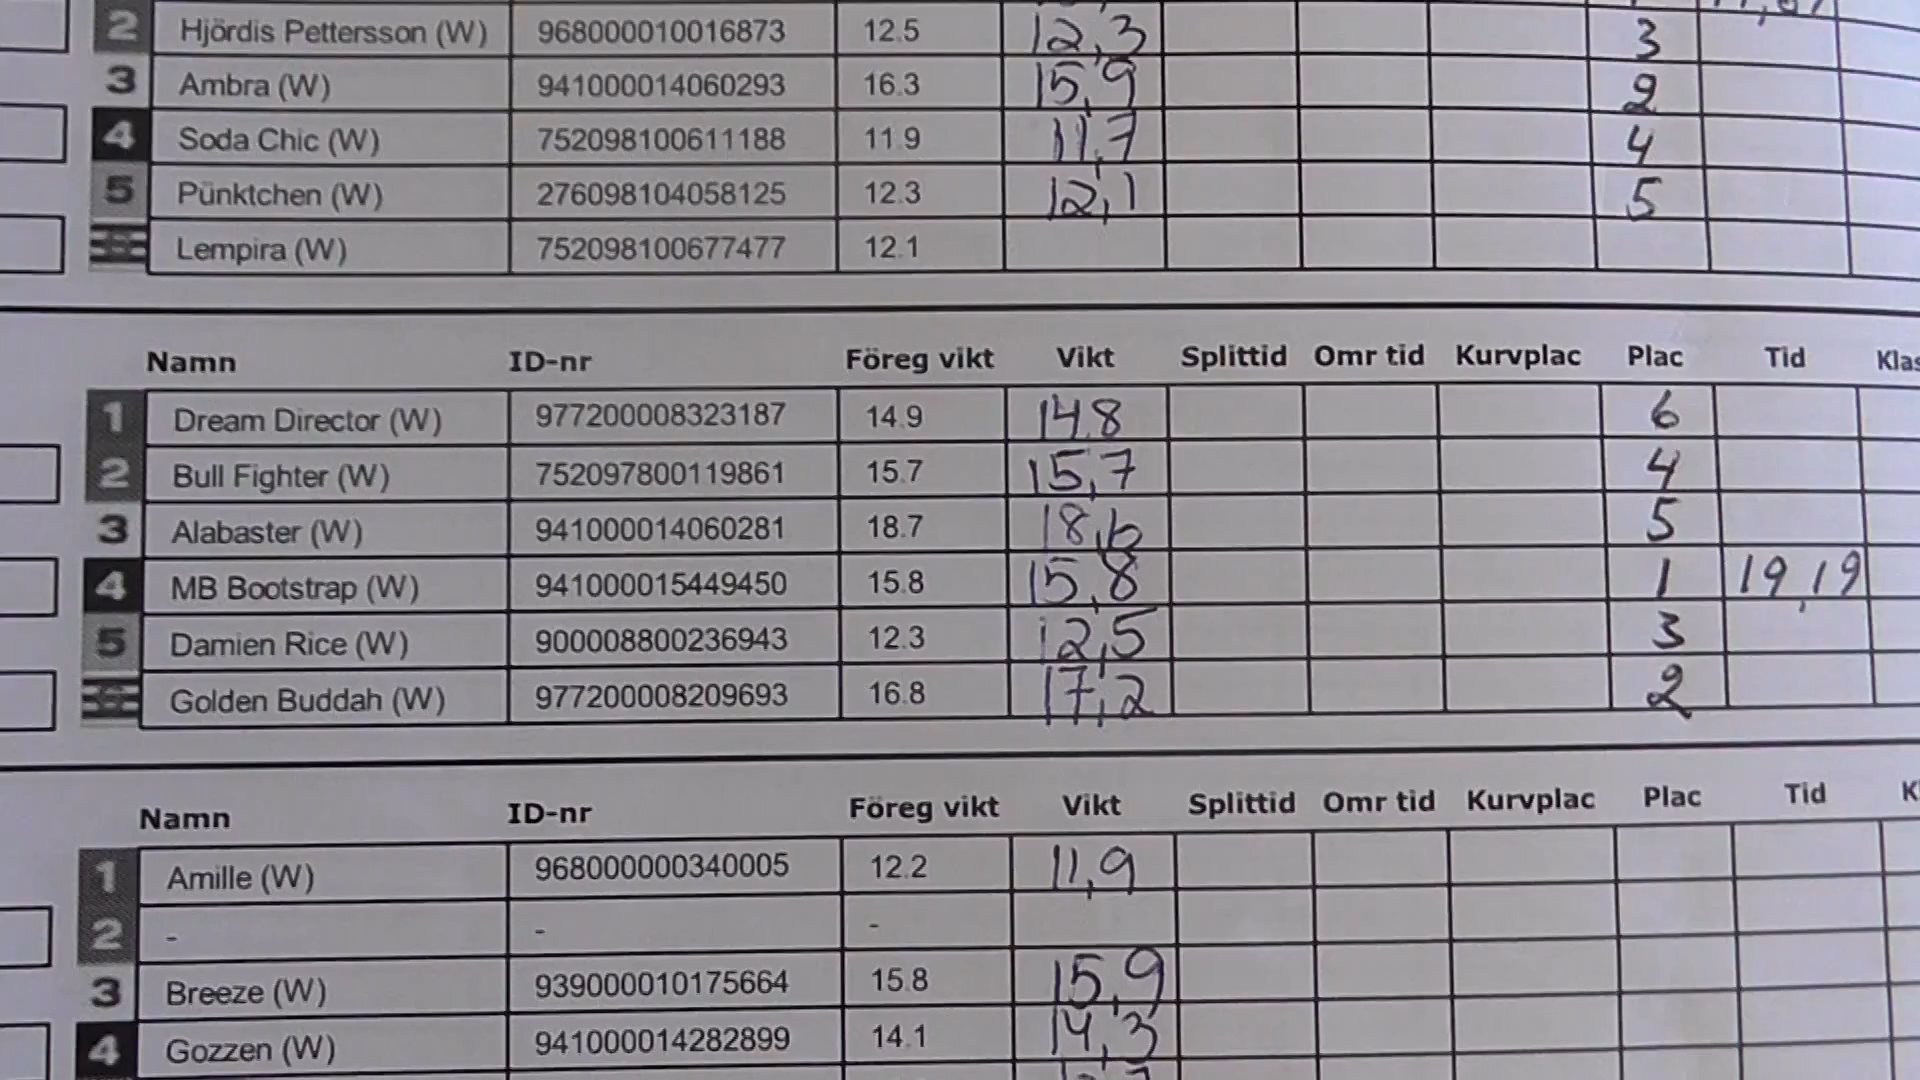 2 Hjördis Pettersson (W) 968000010016873 12.5 12,3 3
3 Ambra (W) 941000014060293 16.3 15,9 2
4 Soda Chic (W) 752098100611188 11.9 11,7 4
5 Pünktchen (W) 276098104058125 12.3 12,1 5
6 Lempira (W) 752098100677477 12.1
Namn ID-nr Föreg vikt Vikt Splittid Omr tid Kurvplac Plac Tid Klas
1 Dream Director (W) 977200008323187 14.9 14,8 6
2 Bull Fighter (W) 752097800119861 15.7 15,7 4
3 Alabaster (W) 941000014060281 18.7 18,6 5
4 MB Bootstrap (W) 941000015449450 15.8 15,8 1 19,19
5 Damien Rice (W) 900008800236943 12.3 12,5 3
6 Golden Buddah (W) 977200008209693 16.8 17,2 2
Namn ID-nr Föreg vikt Vikt Splittid Omr tid Kurvplac Plac Tid K
1 Amille (W) 968000000340005 12.2 11,9
2 - - -
3 Breeze (W) 939000010175664 15.8 15,9
4 Gozzen (W) 941000014282899 14.1 14,3